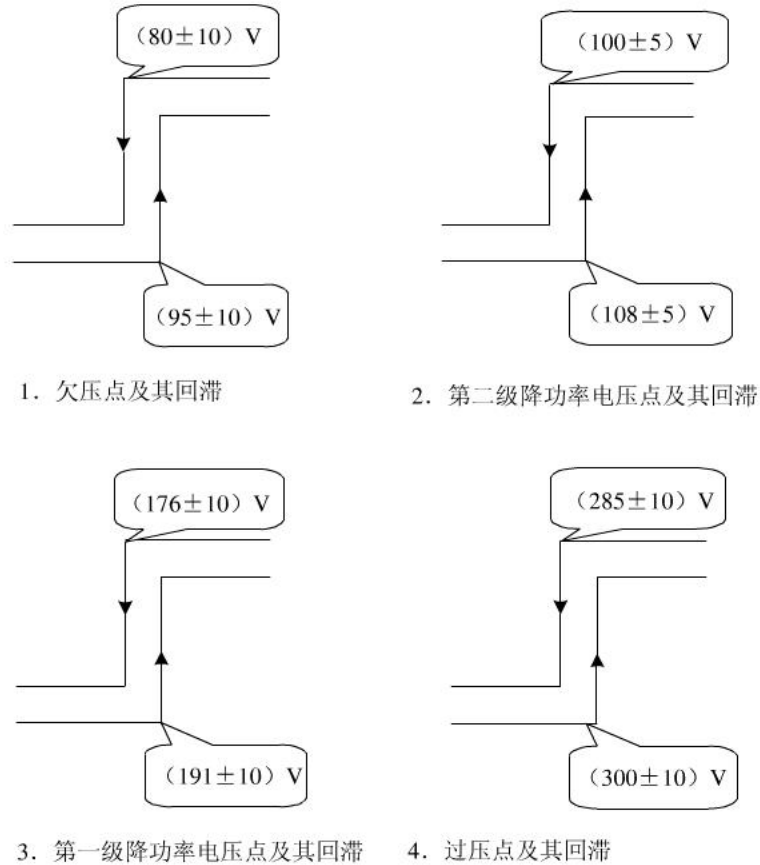 （80±10）V
（100±5）V
（95±10）V
（108±5）V
1．欠压点及其回滞
2．第二级降功率电压点及其回滞
（176±10）V
（285±10）V
（191±10）V
（300±10）V
3．第一级降功率电压点及其回滞
4．过压点及其回滞